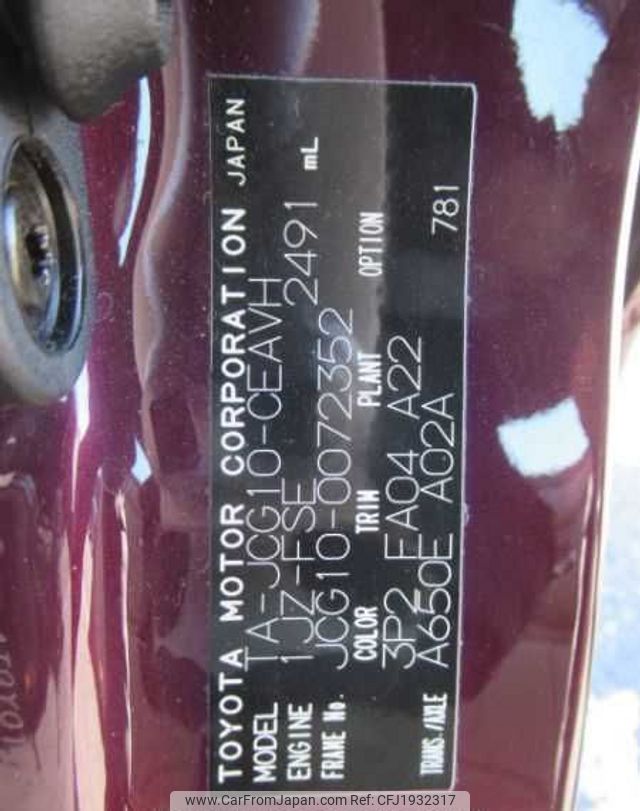 TOYOTA MOTOR CORPORATION JAPAN
MODEL TA-JCG10-CEAVH
ENGINE 1JZ-FSE 2491 mL
FRAME No. JCG10-0072352
COLOR TRIM PLANT OPTION
3P2 FA04 A22
TRANS./AXLE A650E A02A 781
© www.CarFromJapan.com - CFJ1932317